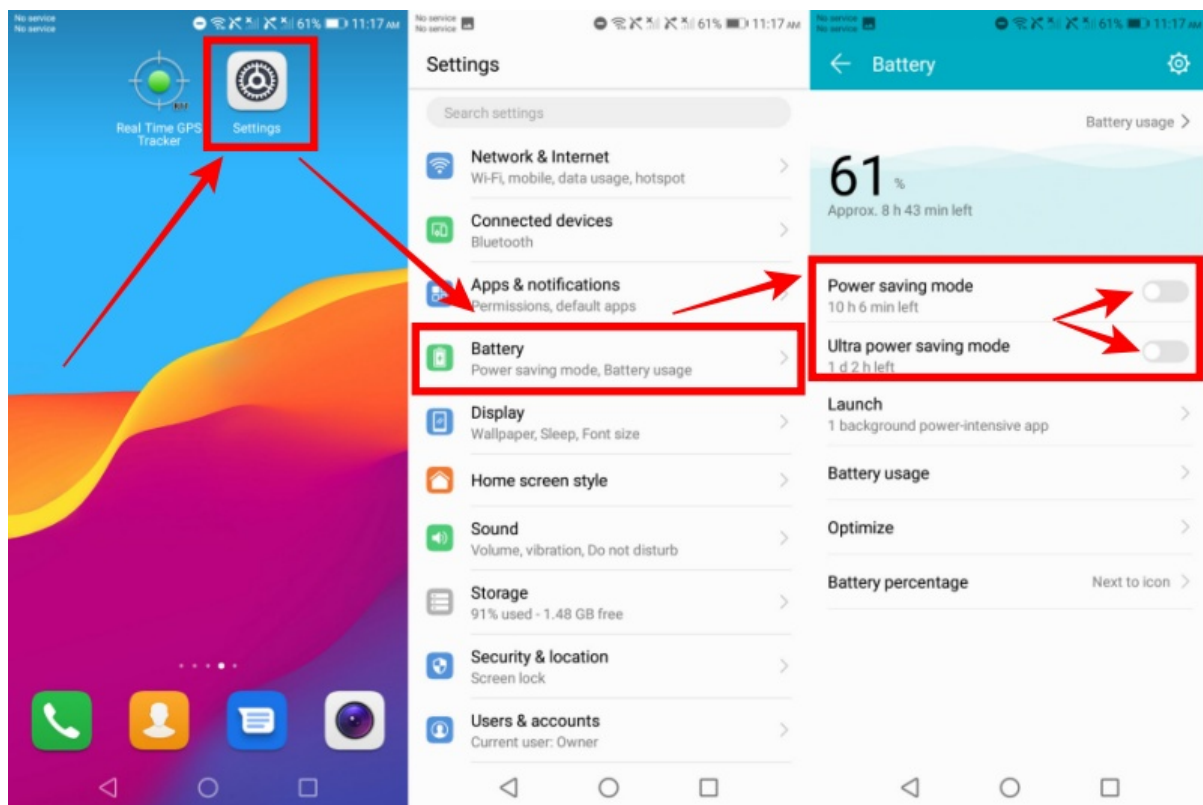 No service
No service
61% 11:17 AM
Real Time GPS
Tracker
Settings
No service
No service
61% 11:17 AM
Settings
Search settings
Network & Internet
Wi-Fi, mobile, data usage, hotspot
Connected devices
Bluetooth
Apps & notifications
Permissions, default apps
Battery
Power saving mode, Battery usage
Display
Wallpaper, Sleep, Font size
Home screen style
Sound
Volume, vibration, Do not disturb
Storage
91% used - 1.48 GB free
Security & location
Screen lock
Users & accounts
Current user: Owner
No service
No service
61% 11:17 AM
Battery
Battery usage
61 %
Approx. 8 h 43 min left
Power saving mode
10 h 6 min left
Ultra power saving mode
1 d 2 h left
Launch
1 background power-intensive app
Battery usage
Optimize
Battery percentage
Next to icon